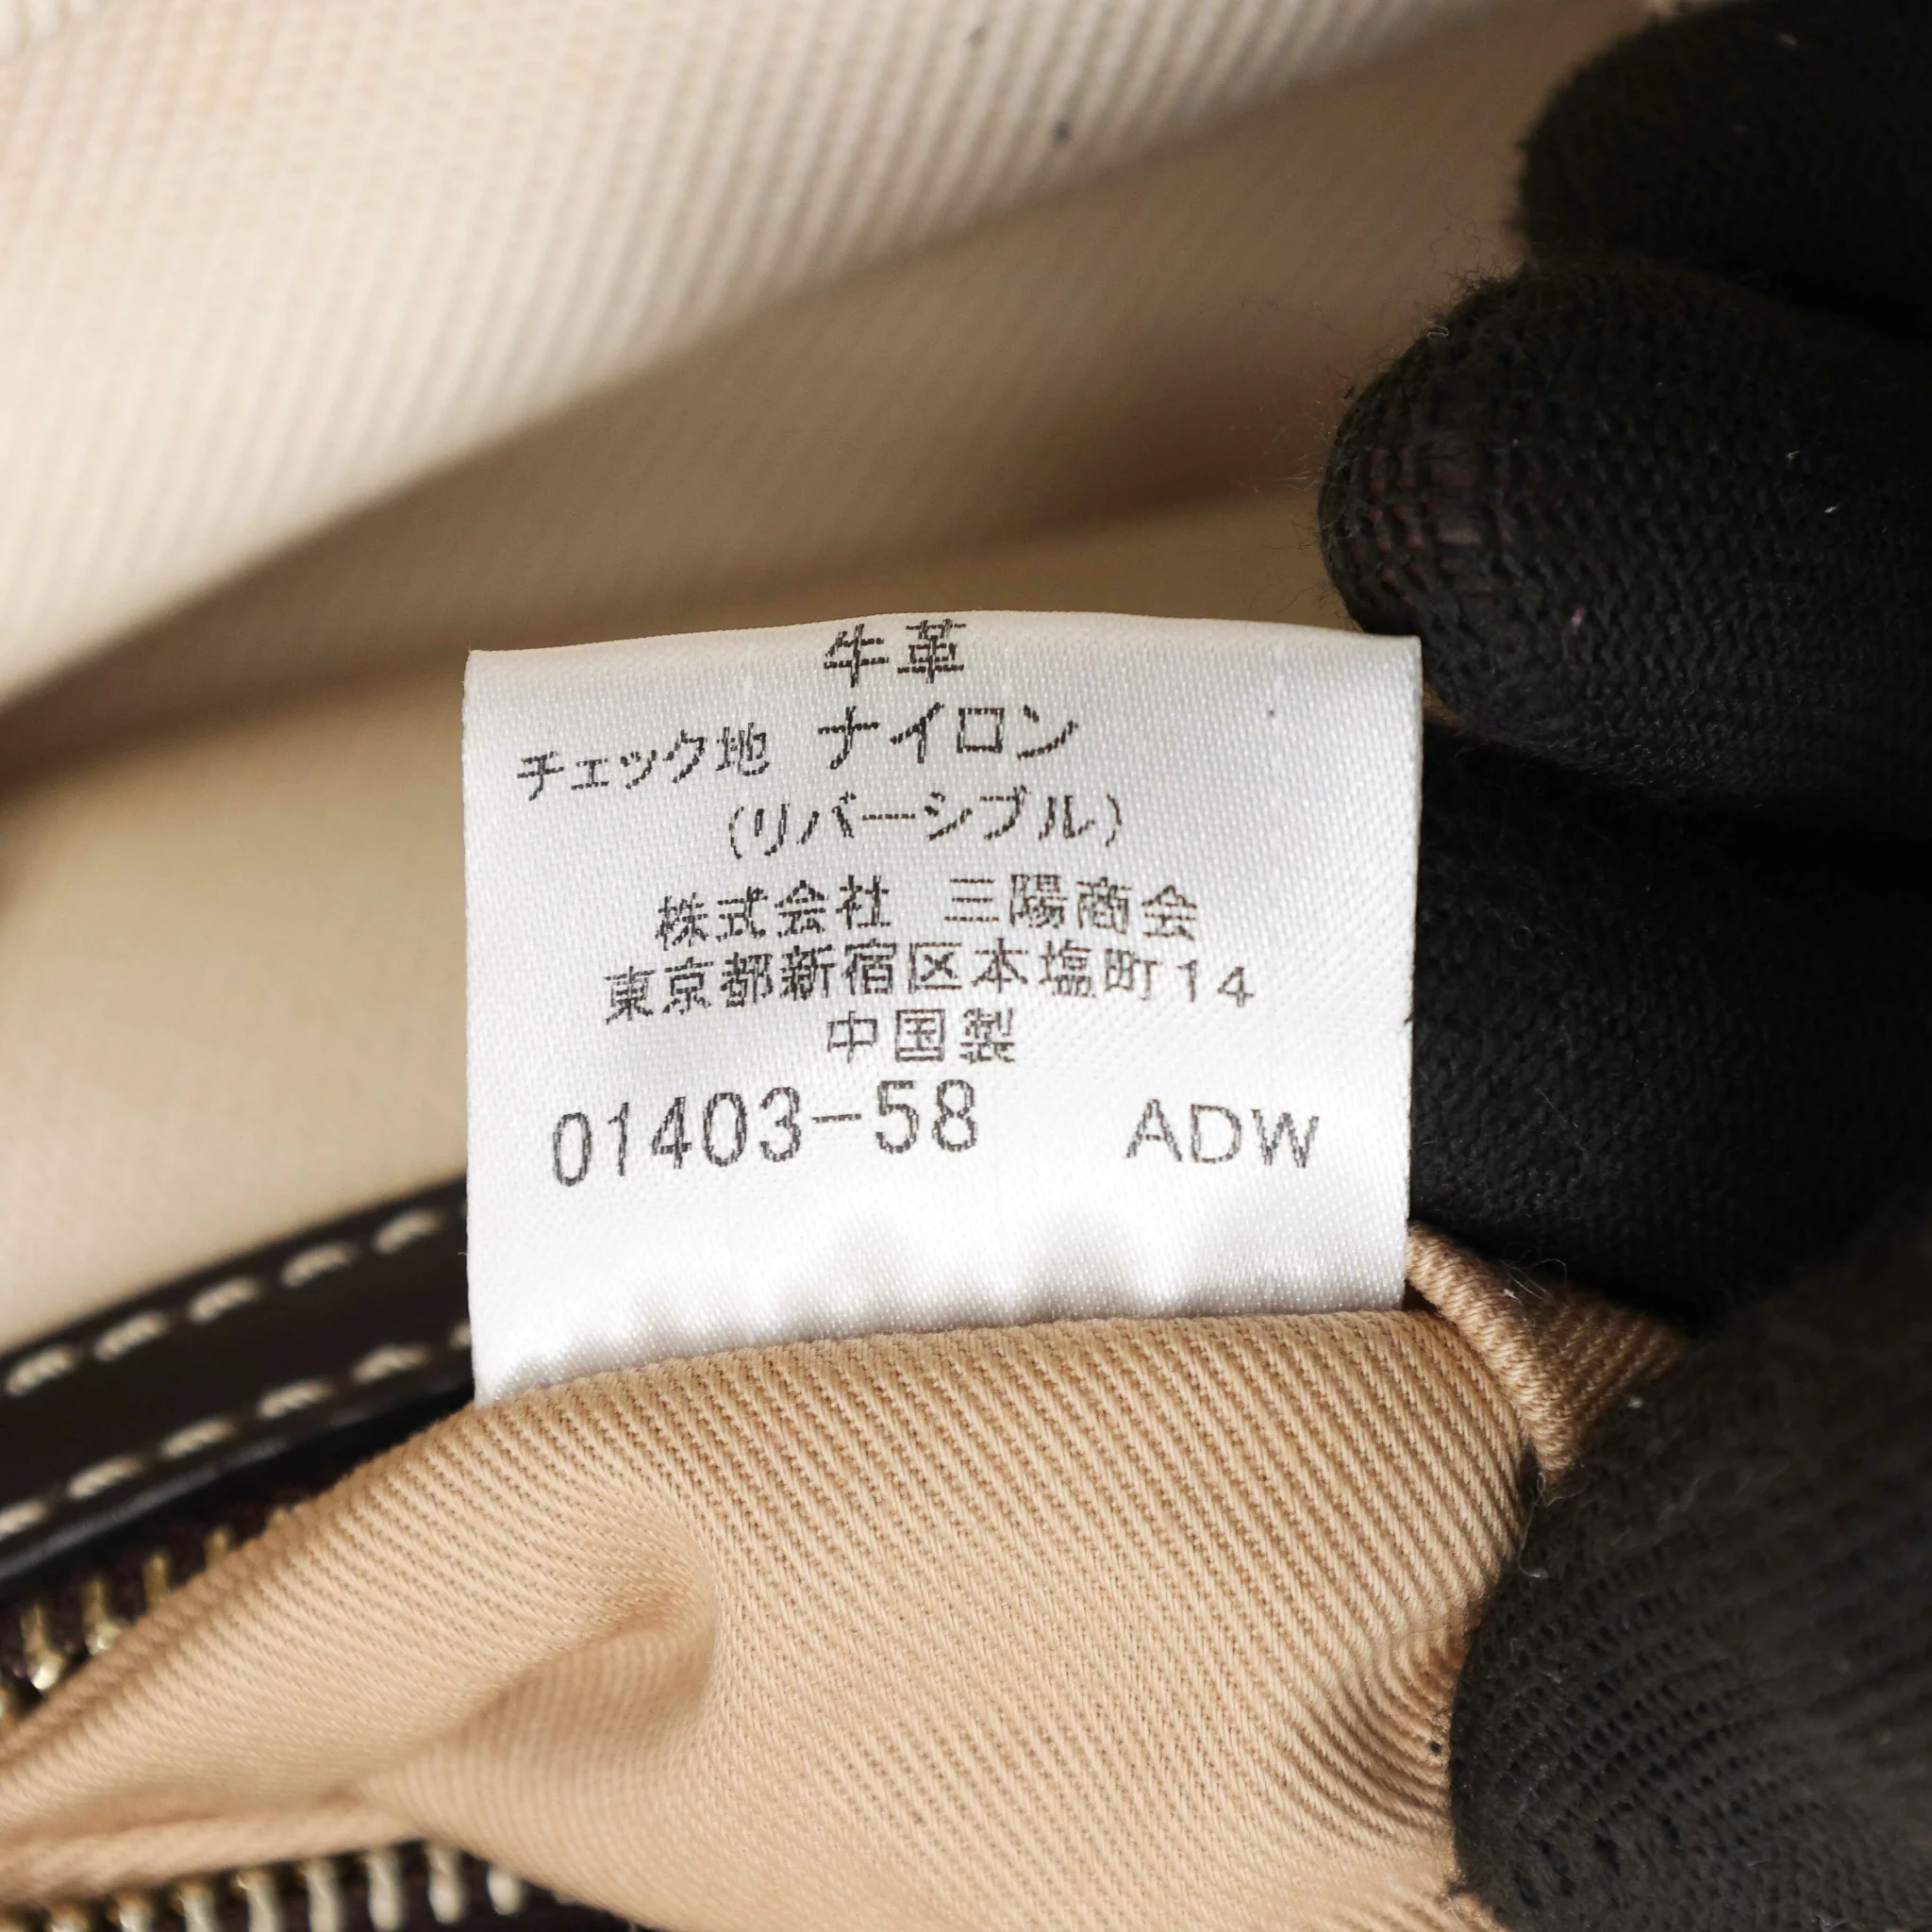 牛革
チェック地 ナイロン
(リバーシブル)
株式会社 三陽商会
東京都新宿区本塩町14
中国製
01403-58 ADW